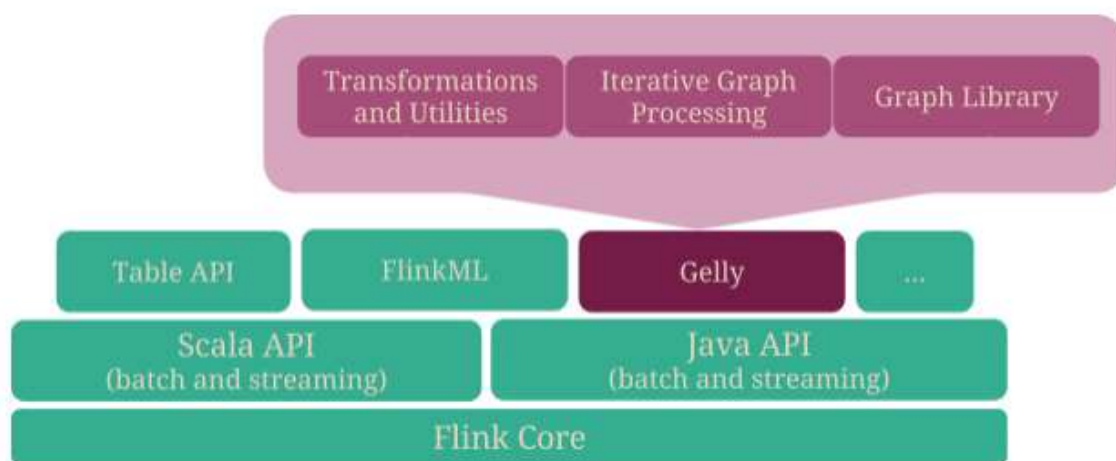 Transformations
and Utilities
Iterative Graph
Processing
Graph Library
Table API
FlinkML
Gelly
...
Scala API
(batch and streaming)
Java API
(batch and streaming)
Flink Core